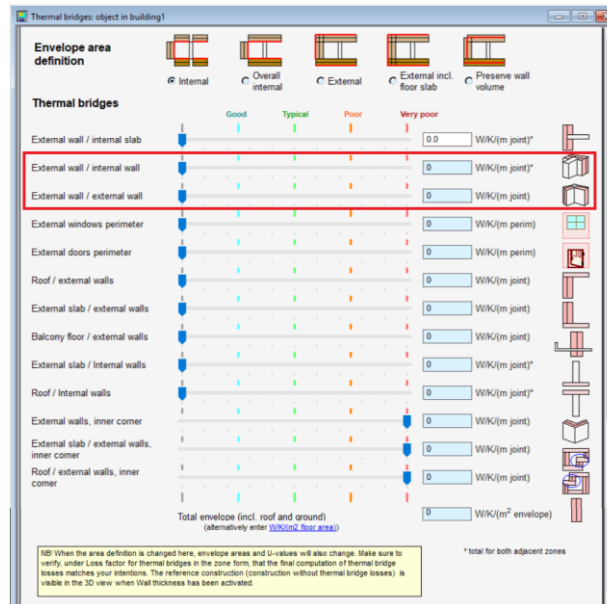 Thermal bridges: object in building1
Envelope area
definition
Internal
Overall
internal
External
External incl.
floor slab
Preserve wall
volume
Thermal bridges
Good Typical Poor Very poor
External wall / internal slab 0.0 W/K/(m joint)*
External wall / internal wall 0 W/K/(m joint)*
External wall / external wall 0 W/K/(m joint)
External windows perimeter 0 W/K/(m perim)
External doors perimeter 0 W/K/(m perim)
Roof / external walls 0 W/K/(m joint)
External slab / external walls 0 W/K/(m joint)
Balcony floor / external walls 0 W/K/(m joint)
External slab / Internal walls 0 W/K/(m joint)*
Roof / Internal walls 0 W/K/(m joint)*
External walls, inner corner 0 W/K/(m joint)
External slab / external walls,
inner corner 0 W/K/(m joint)
Roof / external walls, inner
corner 0 W/K/(m joint)
Total envelope (incl. roof and ground) 0 W/K/(m² envelope)
(alternatively enter W/K/(m2 floor area))
NB! When the area definition is changed here, envelope areas and U-values will also change. Make sure to
verify, under Loss factor for thermal bridges in the zone form, that the final computation of thermal bridge
losses matches your intentions. The reference construction (construction without thermal bridge losses) is
visible in the 3D view when Wall thickness has been activated.
* total for both adjacent zones